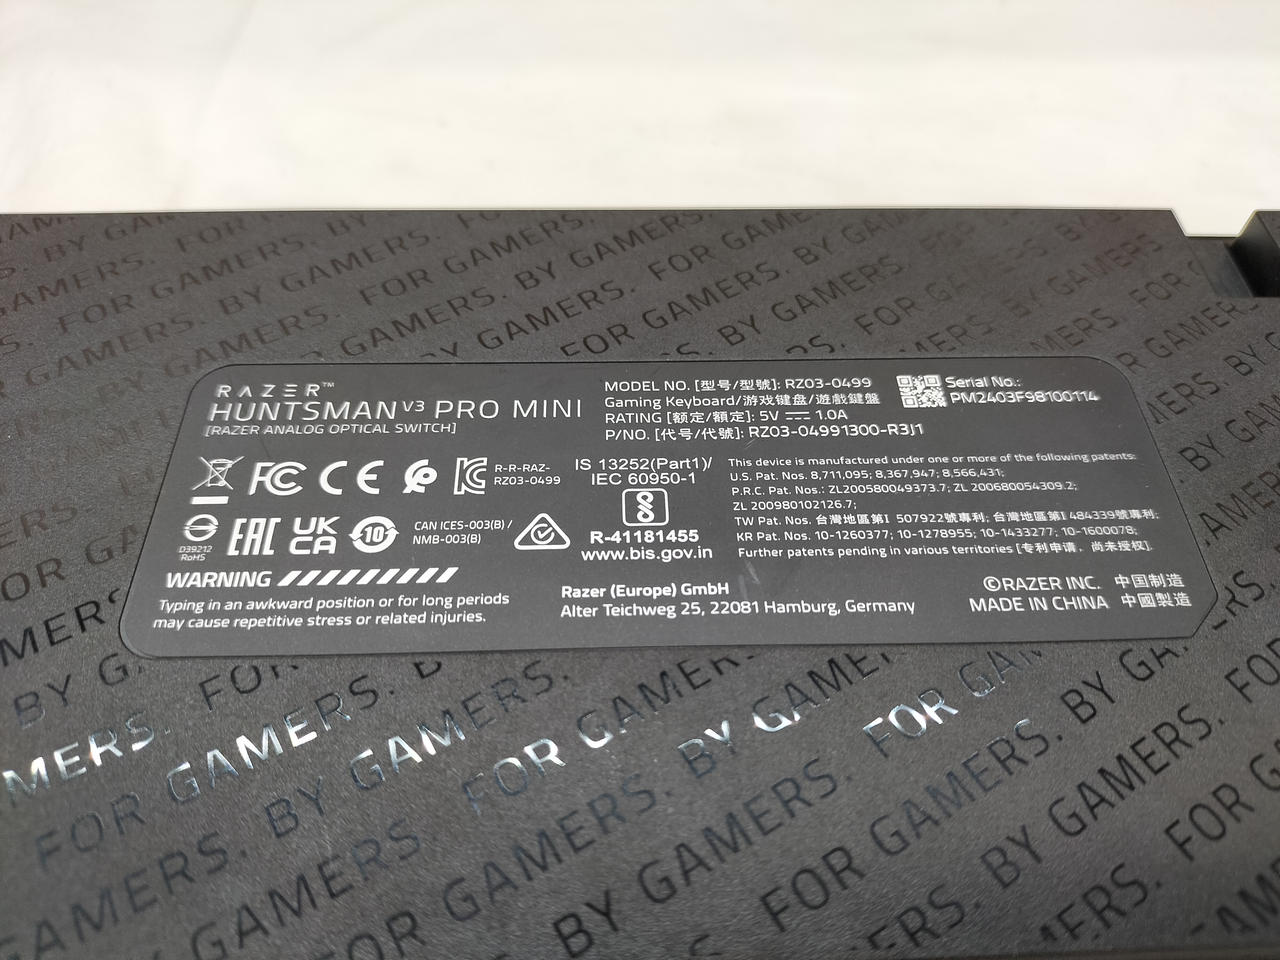 RAZER™
HUNTSMAN V3 PRO MINI
[RAZER ANALOG OPTICAL SWITCH]
MODEL NO. [型号/型號]: RZ03-0499
Gaming Keyboard/游戏键盘/遊戲鍵盤
RATING [额定/額定]: 5V ⎓ 1.0A
P/NO. [代号/代號]: RZ03-04991300-R3J1
Serial No.:
PM2403F98100114
FC CE
R-R-RAZ-
RZ03-0499
D39212
RoHS
EAC
UK
CA
10
CAN ICES-003(B) /
NMB-003(B)
IS 13252(Part1)/
IEC 60950-1
R-41181455
www.bis.gov.in
This device is manufactured under one or more of the following patents:
U.S. Pat. Nos. 8,711,095; 8,367,947; 8,566,431;
P.R.C. Pat. Nos.: ZL200580049373.7; ZL 200680054309.2;
ZL 200980102126.7;
TW Pat. Nos. 台灣地區第I 507922號專利; 台灣地區第I 484339號專利;
KR Pat. Nos. 10-1260377; 10-1278955; 10-1433277; 10-1600078;
Further patents pending in various territories [专利申请，尚未授权].
WARNING
Typing in an awkward position or for long periods
may cause repetitive stress or related injuries.
Razer (Europe) GmbH
Alter Teichweg 25, 22081 Hamburg, Germany
©RAZER INC. 中国制造
MADE IN CHINA 中國製造
FOR GAMERS. BY GAMERS.